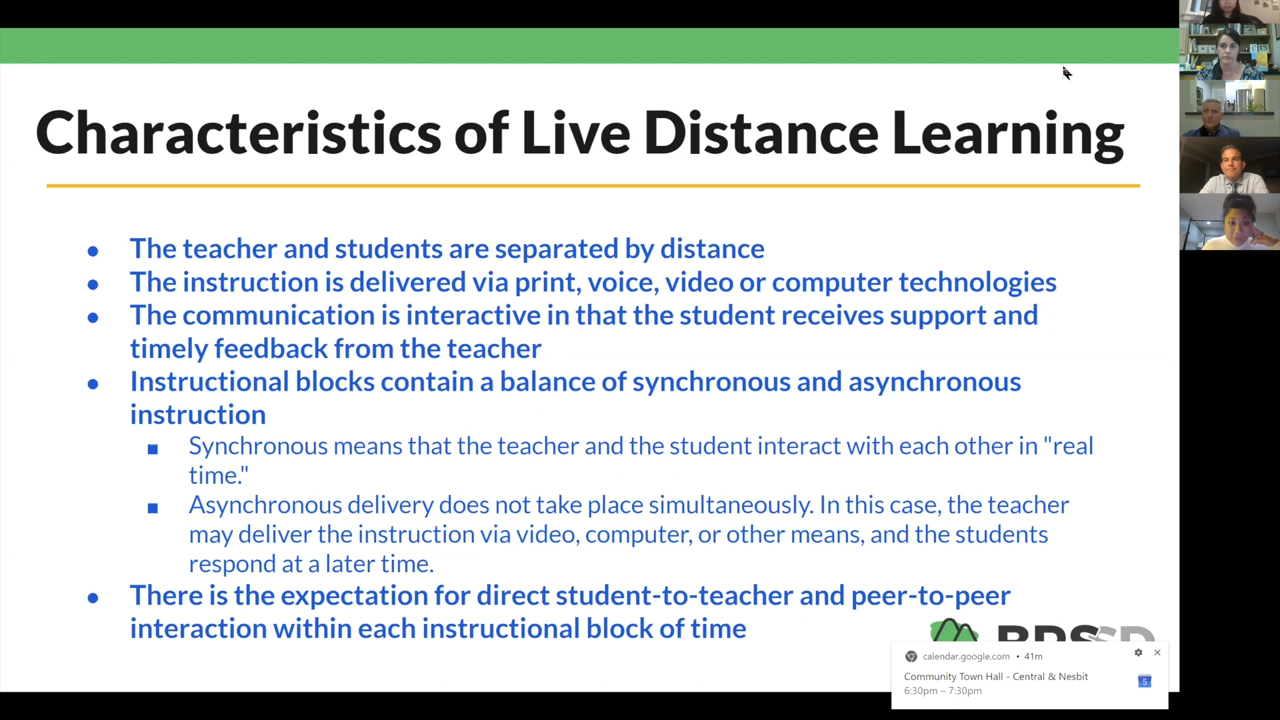 Characteristics of Live Distance Learning
● The teacher and students are separated by distance
● The instruction is delivered via print, voice, video or computer technologies
● The communication is interactive in that the student receives support and
timely feedback from the teacher
● Instructional blocks contain a balance of synchronous and asynchronous
instruction
■ Synchronous means that the teacher and the student interact with each other in "real
time."
■ Asynchronous delivery does not take place simultaneously. In this case, the teacher
may deliver the instruction via video, computer, or other means, and the students
respond at a later time.
● There is the expectation for direct student-to-teacher and peer-to-peer
interaction within each instructional block of time
BRSSD
calendar.google.com • 41m
Community Town Hall - Central & Nesbit
5
6:30pm – 7:30pm